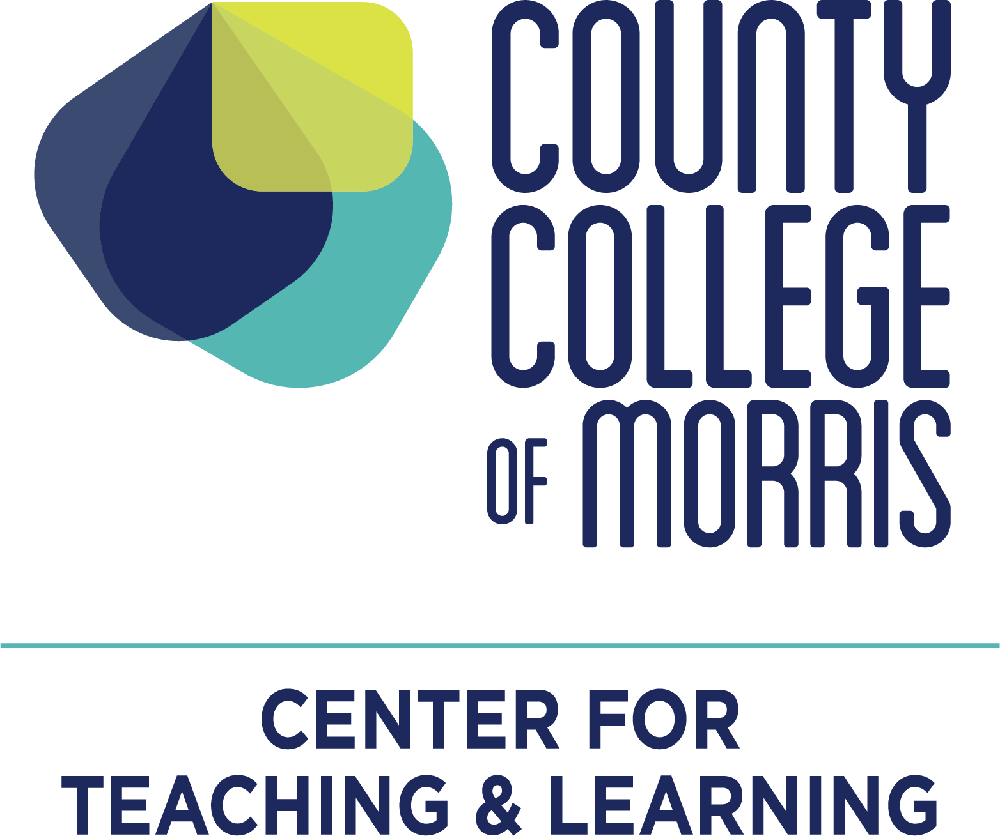 COUNTY
COLLEGE
OF MORRIS
CENTER FOR
TEACHING & LEARNING